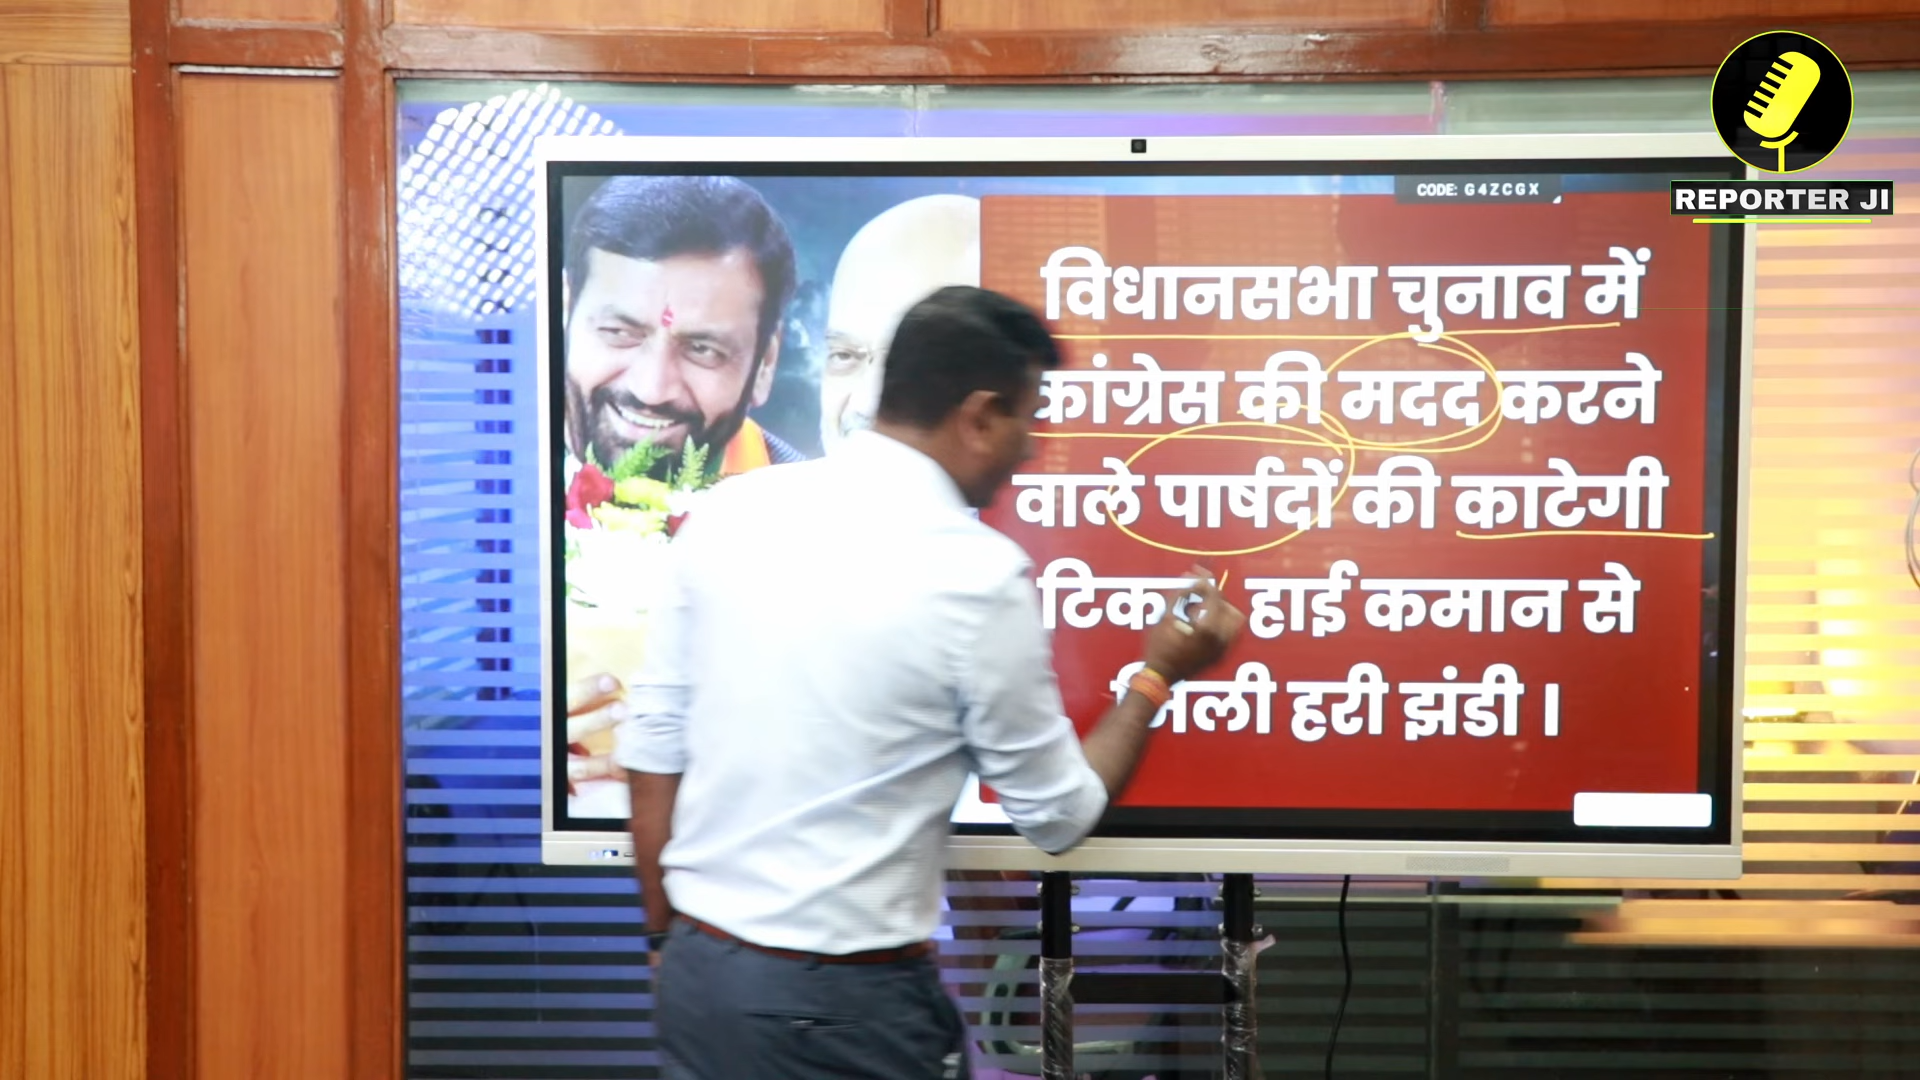 REPORTER JI
CODE: G4ZCGX
विधानसभा चुनाव में
कांग्रेस की मदद करने
वाले पार्षदों की काटेगी
हाई कमान से
हरी झंडी ।